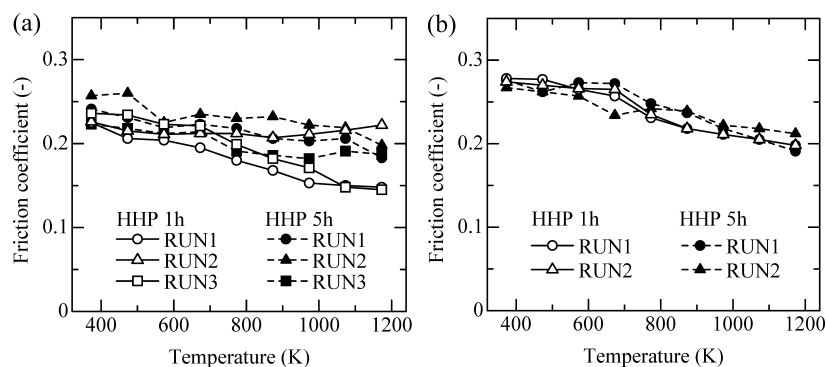 (a)
Friction coefficient (-)
0.3
0.2
0.1
0
HHP 1h HHP 5h
RUN1 RUN1
RUN2 RUN2
RUN3 RUN3
400 600 800 1000 1200
Temperature (K)
(b)
Friction coefficient (-)
0.3
0.2
0.1
0
HHP 1h HHP 5h
RUN1 RUN1
RUN2 RUN2
400 600 800 1000 1200
Temperature (K)